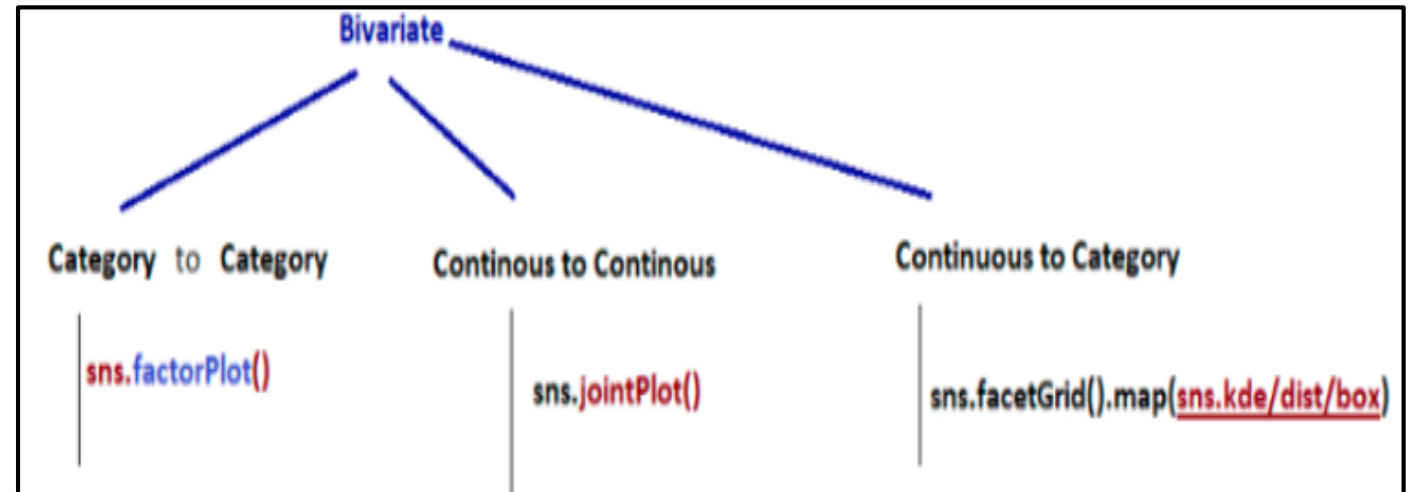 Bivariate
Category to Category
sns.factorPlot()
Continous to Continous
sns.jointPlot()
Continuous to Category
sns.facetGrid().map(sns.kde/dist/box)